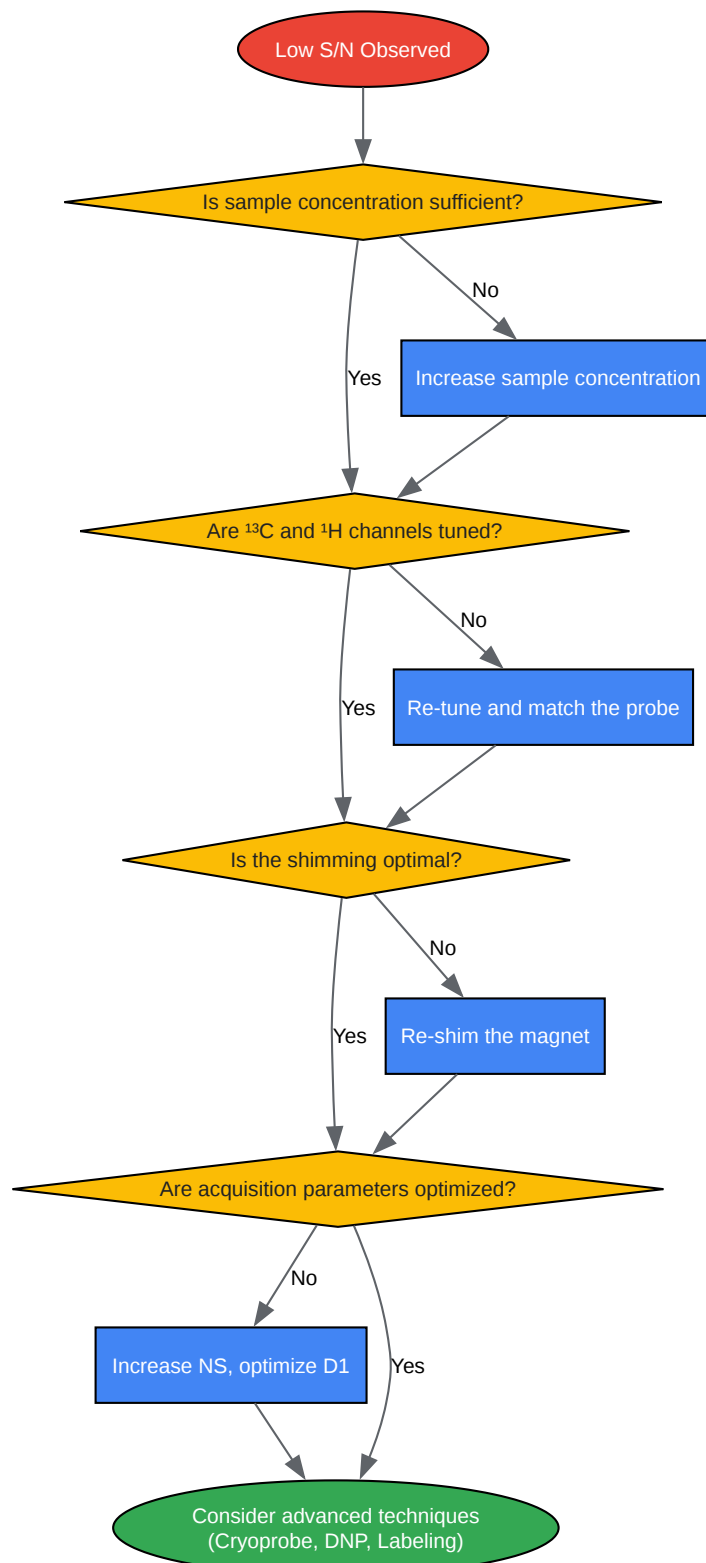 Low S/N Observed
Is sample concentration sufficient?
No
Yes
Increase sample concentration
Are ¹³C and ¹H channels tuned?
No
Yes
Re-tune and match the probe
Is the shimming optimal?
No
Yes
Re-shim the magnet
Are acquisition parameters optimized?
No
Increase NS, optimize D1
Yes
Consider advanced techniques
(Cryoprobe, DNP, Labeling)